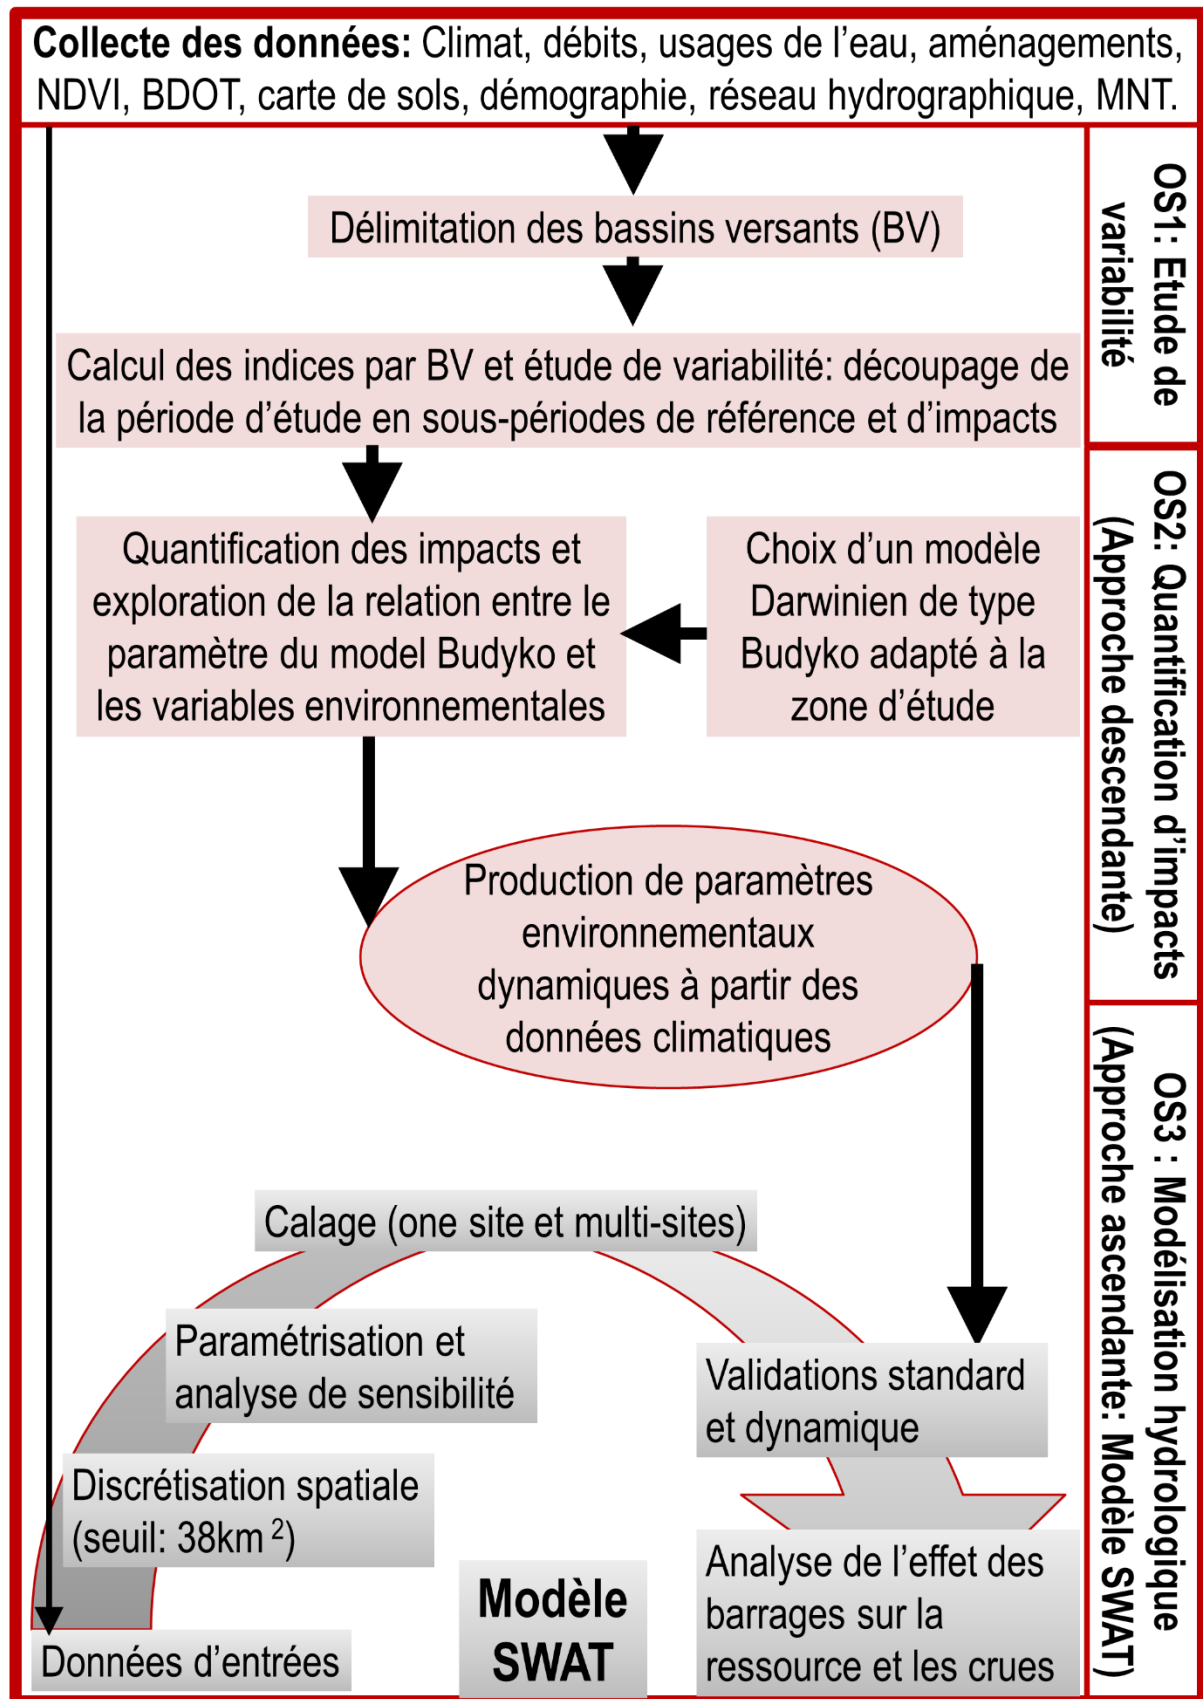 Collecte des données: Climat, débits, usages de l'eau, aménagements,
NDVI, BDOT, carte de sols, démographie, réseau hydrographique, MNT.
Délimitation des bassins versants (BV)
Calcul des indices par BV et étude de variabilité: découpage de
la période d'étude en sous-périodes de référence et d'impacts
OS1: Etude de
variabilité
Quantification des impacts et
exploration de la relation entre le
paramètre du model Budyko et
les variables environnementales
Choix d'un modèle
Darwinien de type
Budyko adapté à la
zone d'étude
OS2: Quantification d'impacts
(Approche descendante)
Production de paramètres
environnementaux
dynamiques à partir des
données climatiques
OS3 : Modélisation hydrologique
(Approche ascendante: Modèle SWAT)
Calage (one site et multi-sites)
Paramétrisation et
analyse de sensibilité
Validations standard
et dynamique
Discrétisation spatiale
(seuil: 38km ²)
Données d'entrées
Modèle
SWAT
Analyse de l'effet des
barrages sur la
ressource et les crues